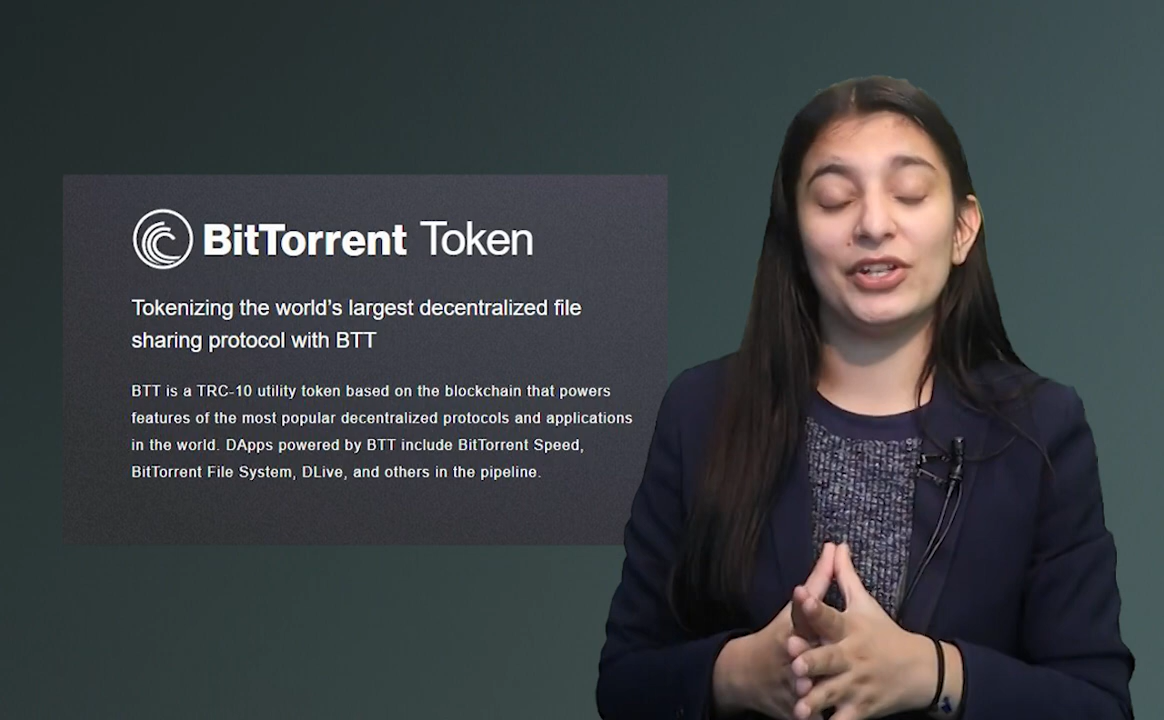 BitTorrent Token
Tokenizing the world's largest decentralized file
sharing protocol with BTT
BTT is a TRC-10 utility token based on the blockchain that powers
features of the most popular decentralized protocols and applications
in the world. DApps powered by BTT include BitTorrent Speed,
BitTorrent File System, DLive, and others in the pipeline.